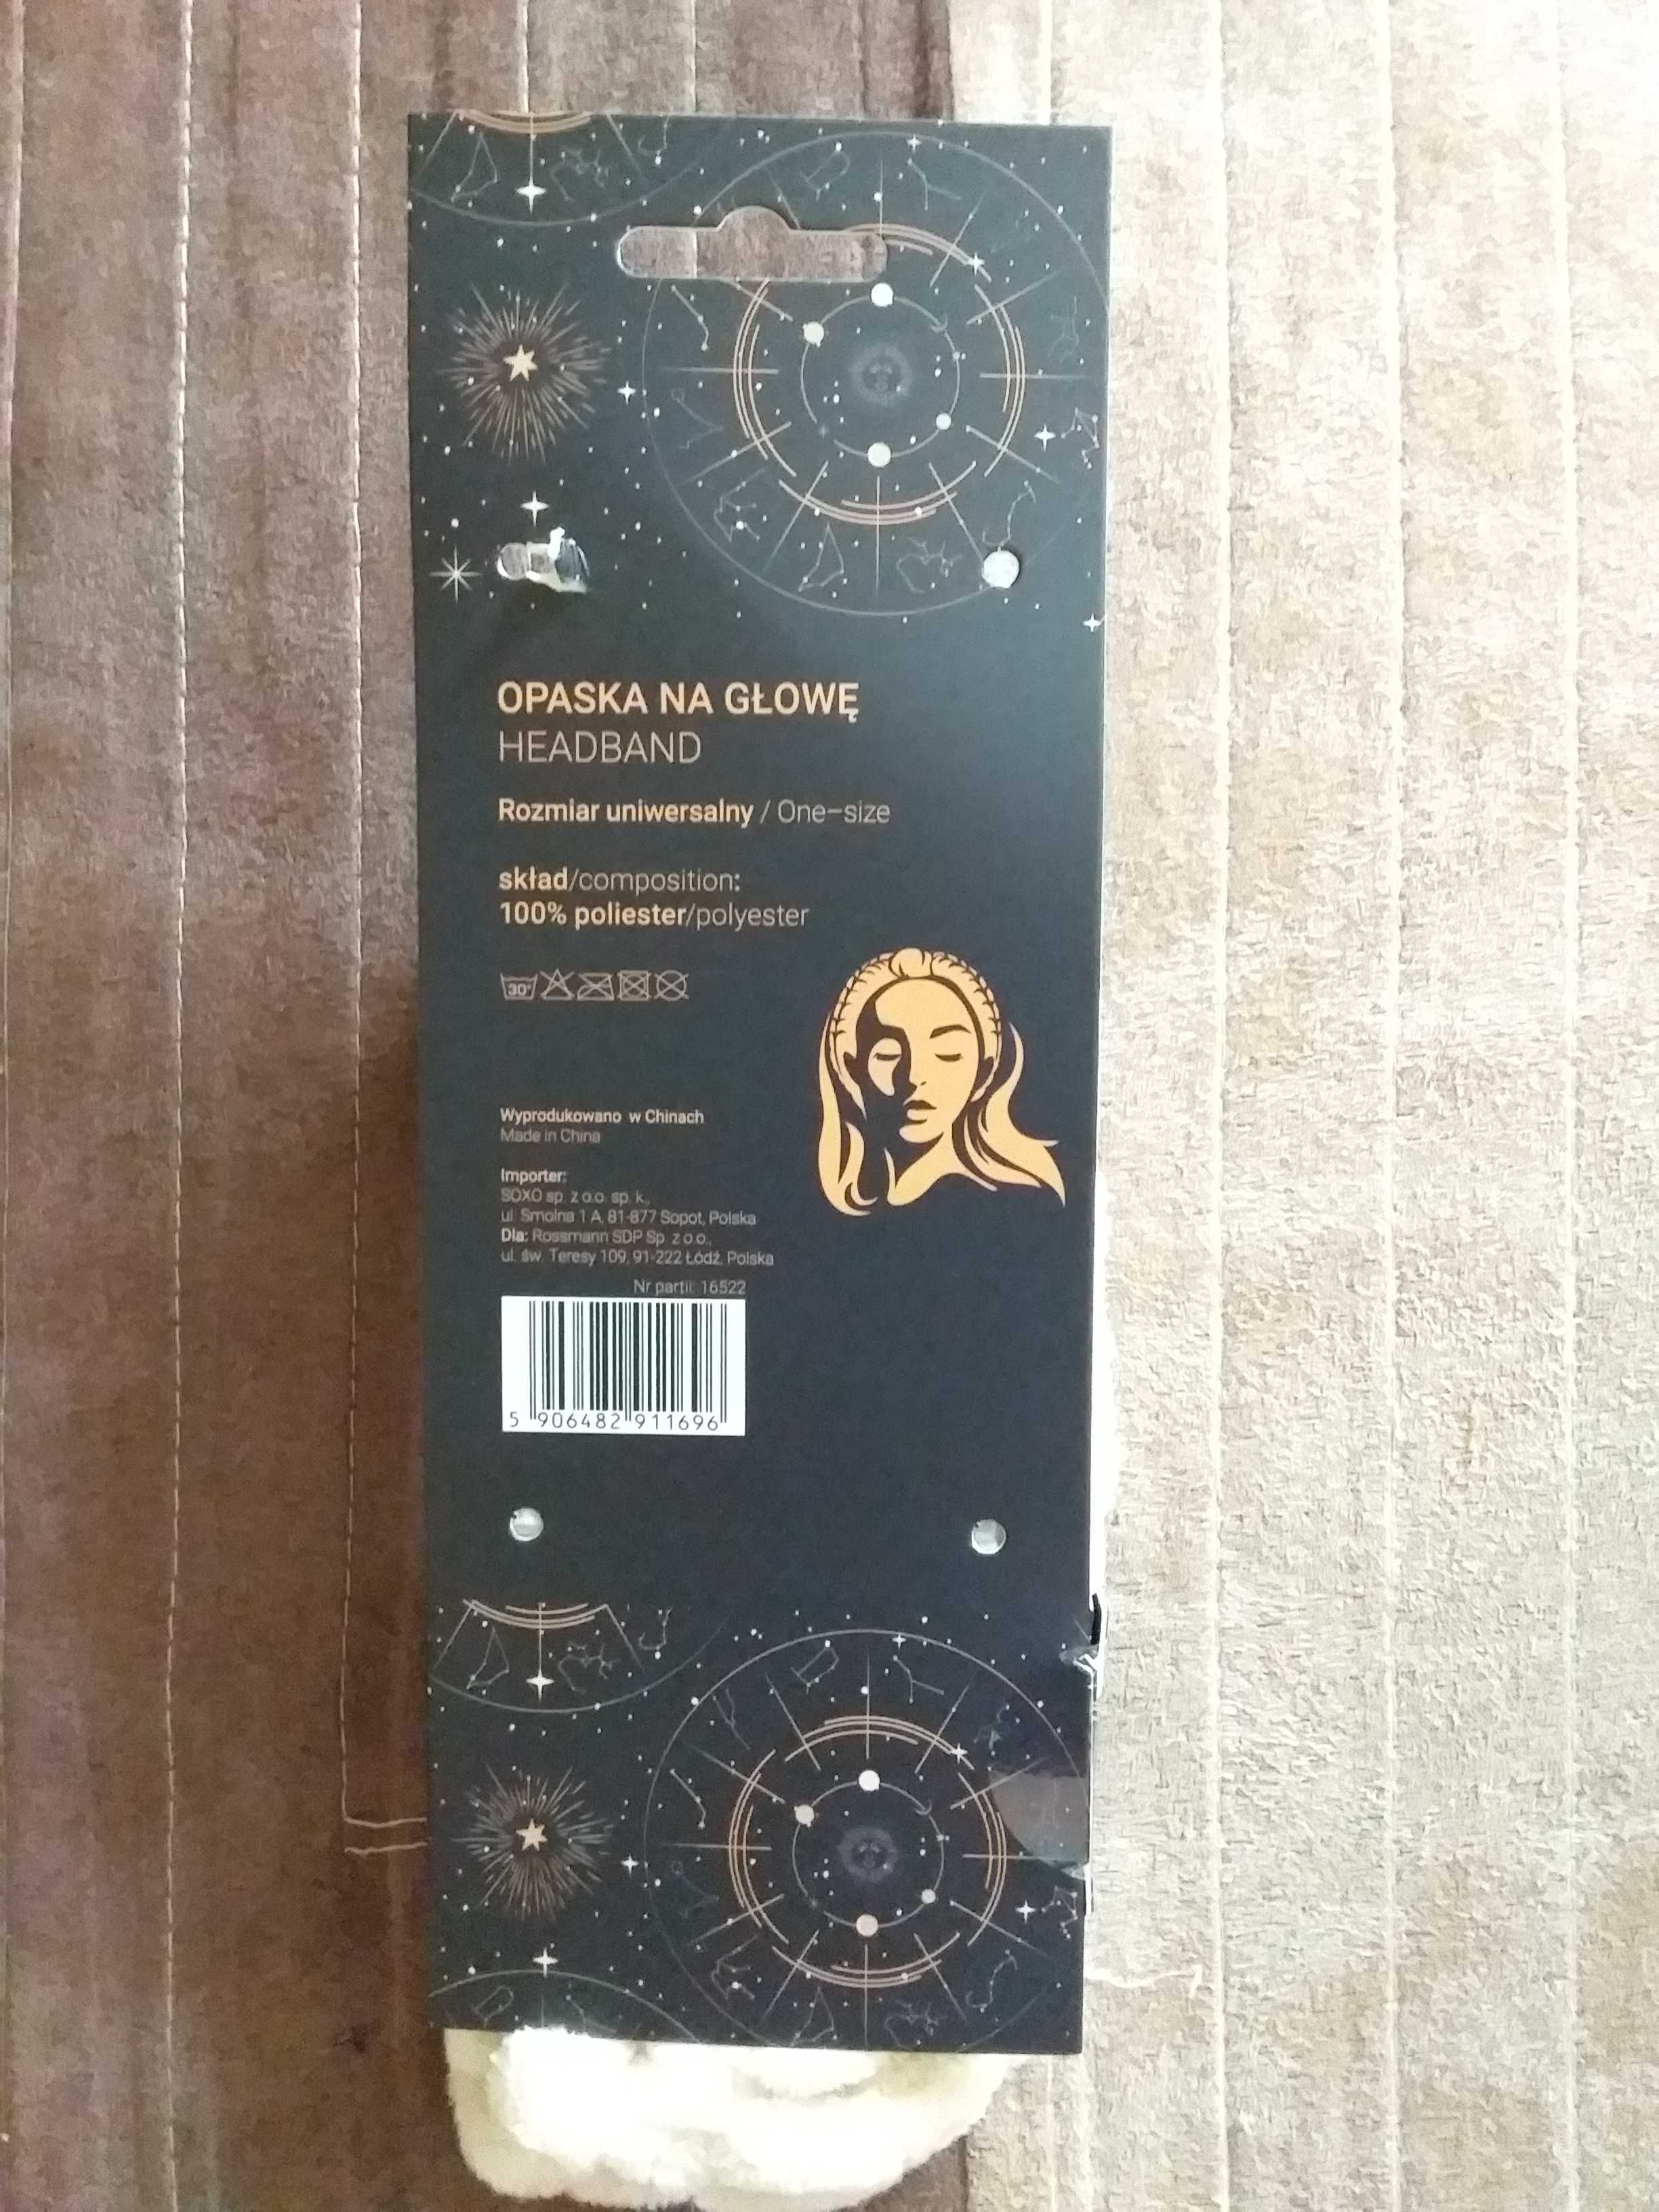 OPASKA NA GŁOWĘ
HEADBAND
Rozmiar uniwersalny / One-size
skład/composition:
100% poliester/polyester
30°
Wyprodukowano w Chinach
Made in China
Importer:
SOXO sp. z o.o. sp. k.,
ul. Smolna 1 A, 81-877 Sopot, Polska
Dla: Rossmann SDP Sp. z o.o.,
ul. św. Teresy 109, 91-222 Łódź, Polska
Nr partii: 16522
5 906482 911696